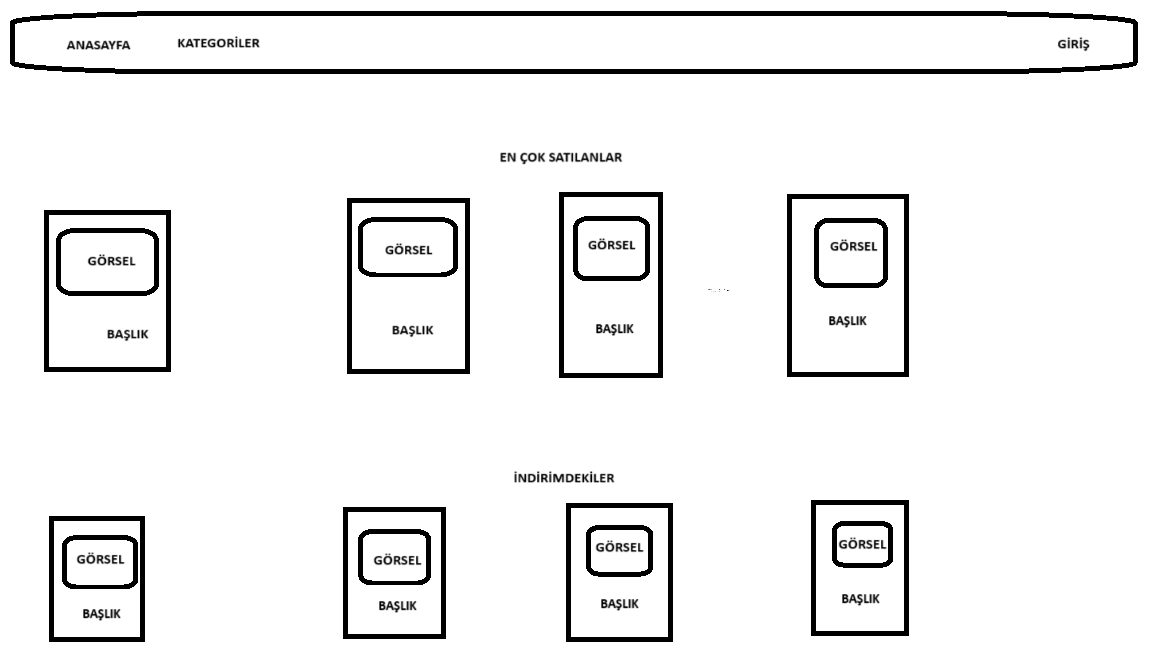 ANASAYFA KATEGORİLER GİRİŞ
EN ÇOK SATILANLAR
GÖRSEL GÖRSEL GÖRSEL GÖRSEL
BAŞLIK BAŞLIK BAŞLIK BAŞLIK
İNDİRİMDEKİLER
GÖRSEL GÖRSEL GÖRSEL GÖRSEL
BAŞLIK BAŞLIK BAŞLIK BAŞLIK